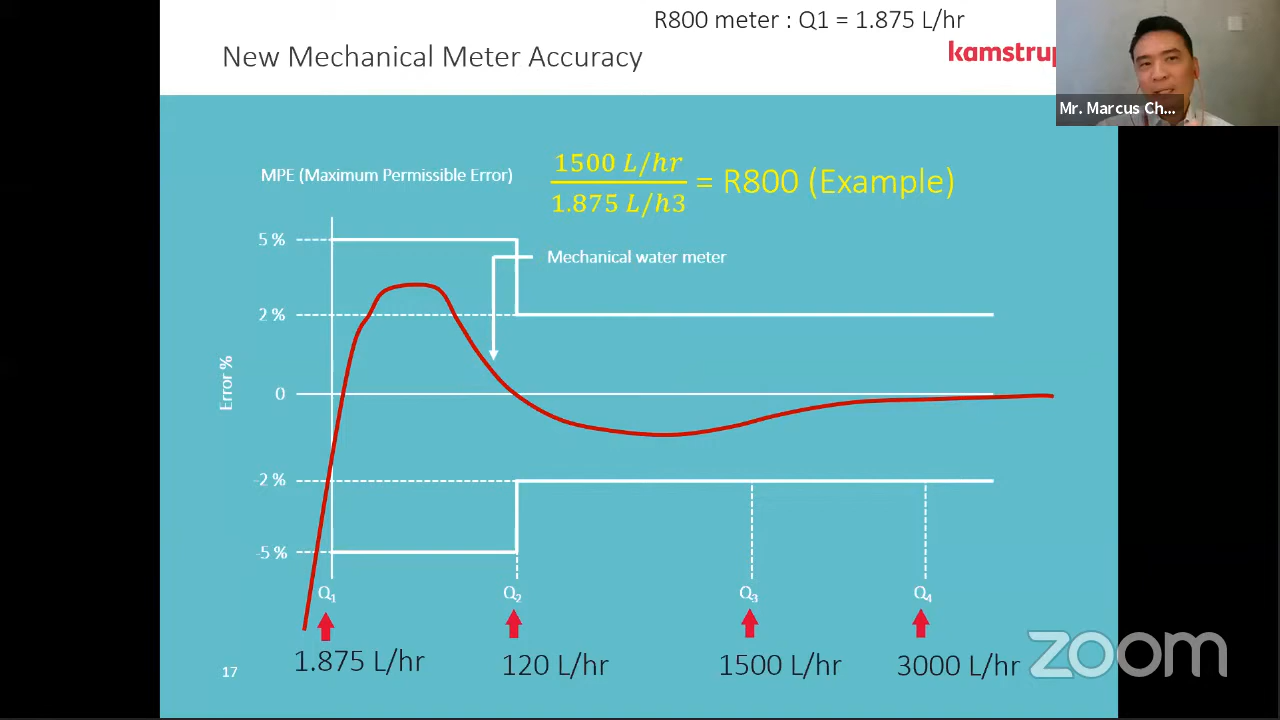 R800 meter : Q1 = 1.875 L/hr
New Mechanical Meter Accuracy
kamstrup
Mr. Marcus Ch...
MPE (Maximum Permissible Error)
1500 L/hr
1.875 L/h3
= R800 (Example)
5 %
Mechanical water meter
2 %
Error %
0
-2 %
-5 %
Q1
Q2
Q3
Q4
1.875 L/hr
120 L/hr
1500 L/hr
3000 L/hr
17
zoom